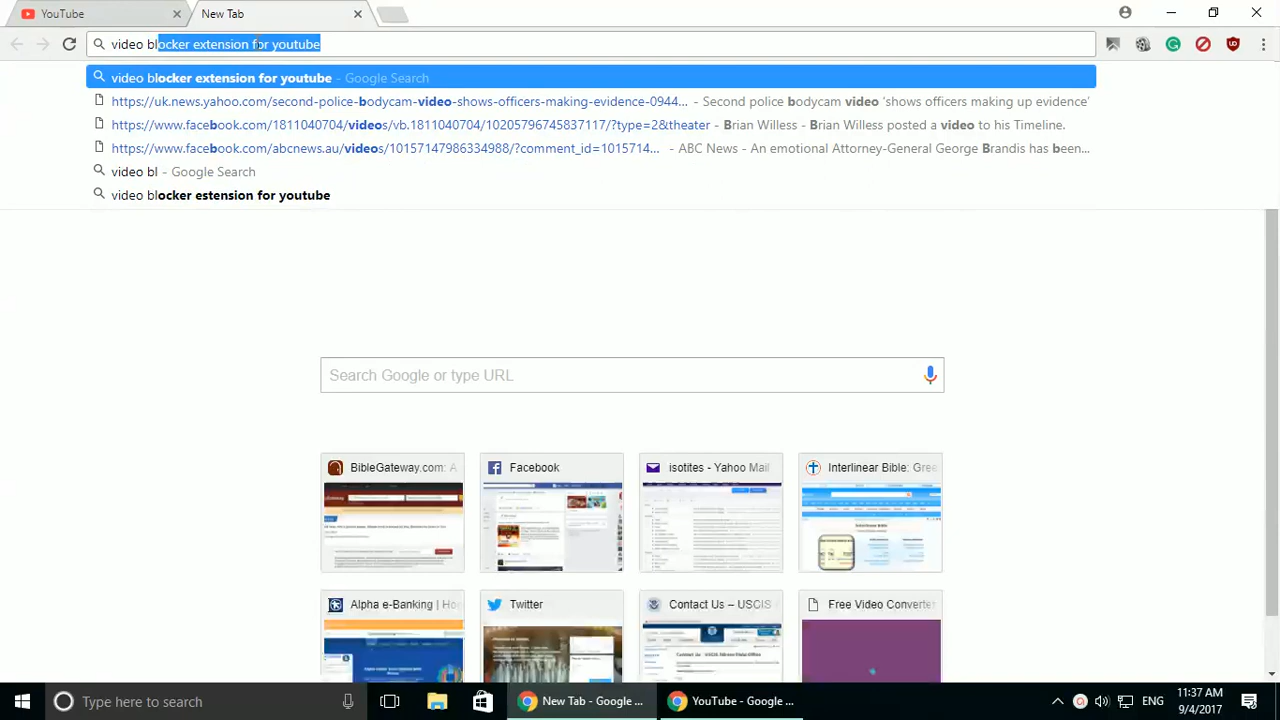 YouTube
New Tab
video blocker extension for youtube
video blocker extension for youtube - Google Search
https://uk.news.yahoo.com/second-police-bodycam-video-shows-officers-making-evidence-0944... - Second police bodycam video 'shows officers making up evidence'
https://www.facebook.com/1811040704/videos/vb.1811040704/10205796745837117/?type=2&theater - Brian Willess - Brian Willess posted a video to his Timeline.
https://www.facebook.com/abcnews.au/videos/10157147986334988/?comment_id=1015714... - ABC News - An emotional Attorney-General George Brandis has been...
video bl - Google Search
video blocker estension for youtube
Search Google or type URL
BibleGateway.com: A
Facebook
isotites - Yahoo Mail
Interlinear Bible: Gree
Alpha e-Banking | Ho
Twitter
Contact Us – USCIS
Free Video Converte
Type here to search
New Tab - Google ...
YouTube - Google ...
ENG
11:37 AM
9/4/2017